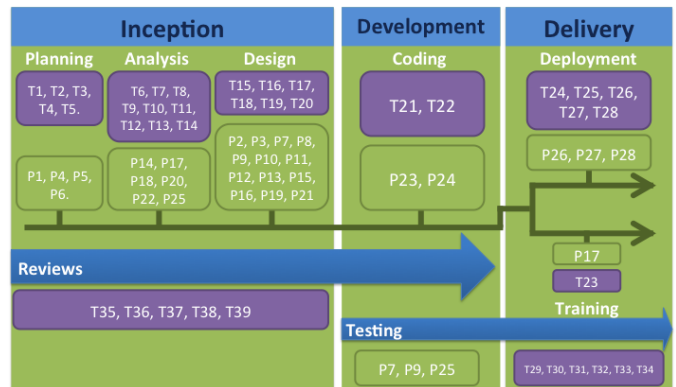 Inception
Development
Delivery
Planning
Analysis
Design
Coding
Deployment
T1, T2, T3,
T4, T5.
T6, T7, T8,
T9, T10, T11,
T12, T13, T14
T15, T16, T17,
T18, T19, T20
T21, T22
T24, T25, T26,
T27, T28
P1, P4, P5,
P6.
P14, P17,
P18, P20,
P22, P25
P2, P3, P7, P8,
P9, P10, P11,
P12, P13, P15,
P16, P19, P21
P23, P24
P26, P27, P28
P17
T23
Reviews
Training
T35, T36, T37, T38, T39
Testing
P7, P9, P25
T29, T30, T31, T32, T33, T34